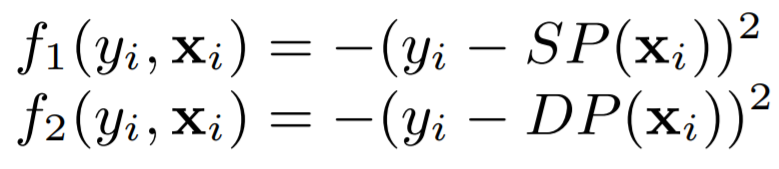 f₁(yᵢ, 𝐱ᵢ) = −(yᵢ − SP(𝐱ᵢ))²
f₂(yᵢ, 𝐱ᵢ) = −(yᵢ − DP(𝐱ᵢ))²